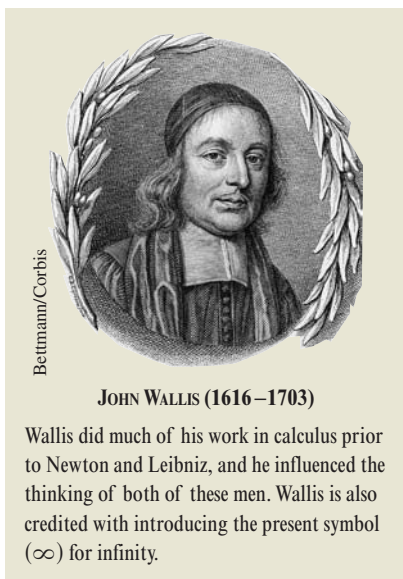 Bettmann/Corbis
JOHN WALLIS (1616–1703)
Wallis did much of his work in calculus prior
to Newton and Leibniz, and he influenced the
thinking of both of these men. Wallis is also
credited with introducing the present symbol
(∞) for infinity.